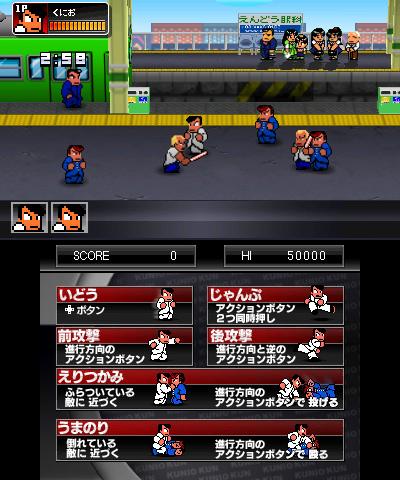 1P
くにお
えんどう眼科
2:58
SCORE 0
HI 50000
いどう
ボタン
じゃんぷ
アクションボタン
2つ同時押し
前攻撃
進行方向の
アクションボタン
後攻撃
進行方向と逆の
アクションボタン
えりつかみ
ふらついている
敵に 近づく
進行方向の
アクションボタンで 投げる
うまのり
倒れている
敵に 近づく
進行方向の
アクションボタンで 殴る
KUNIO KUN